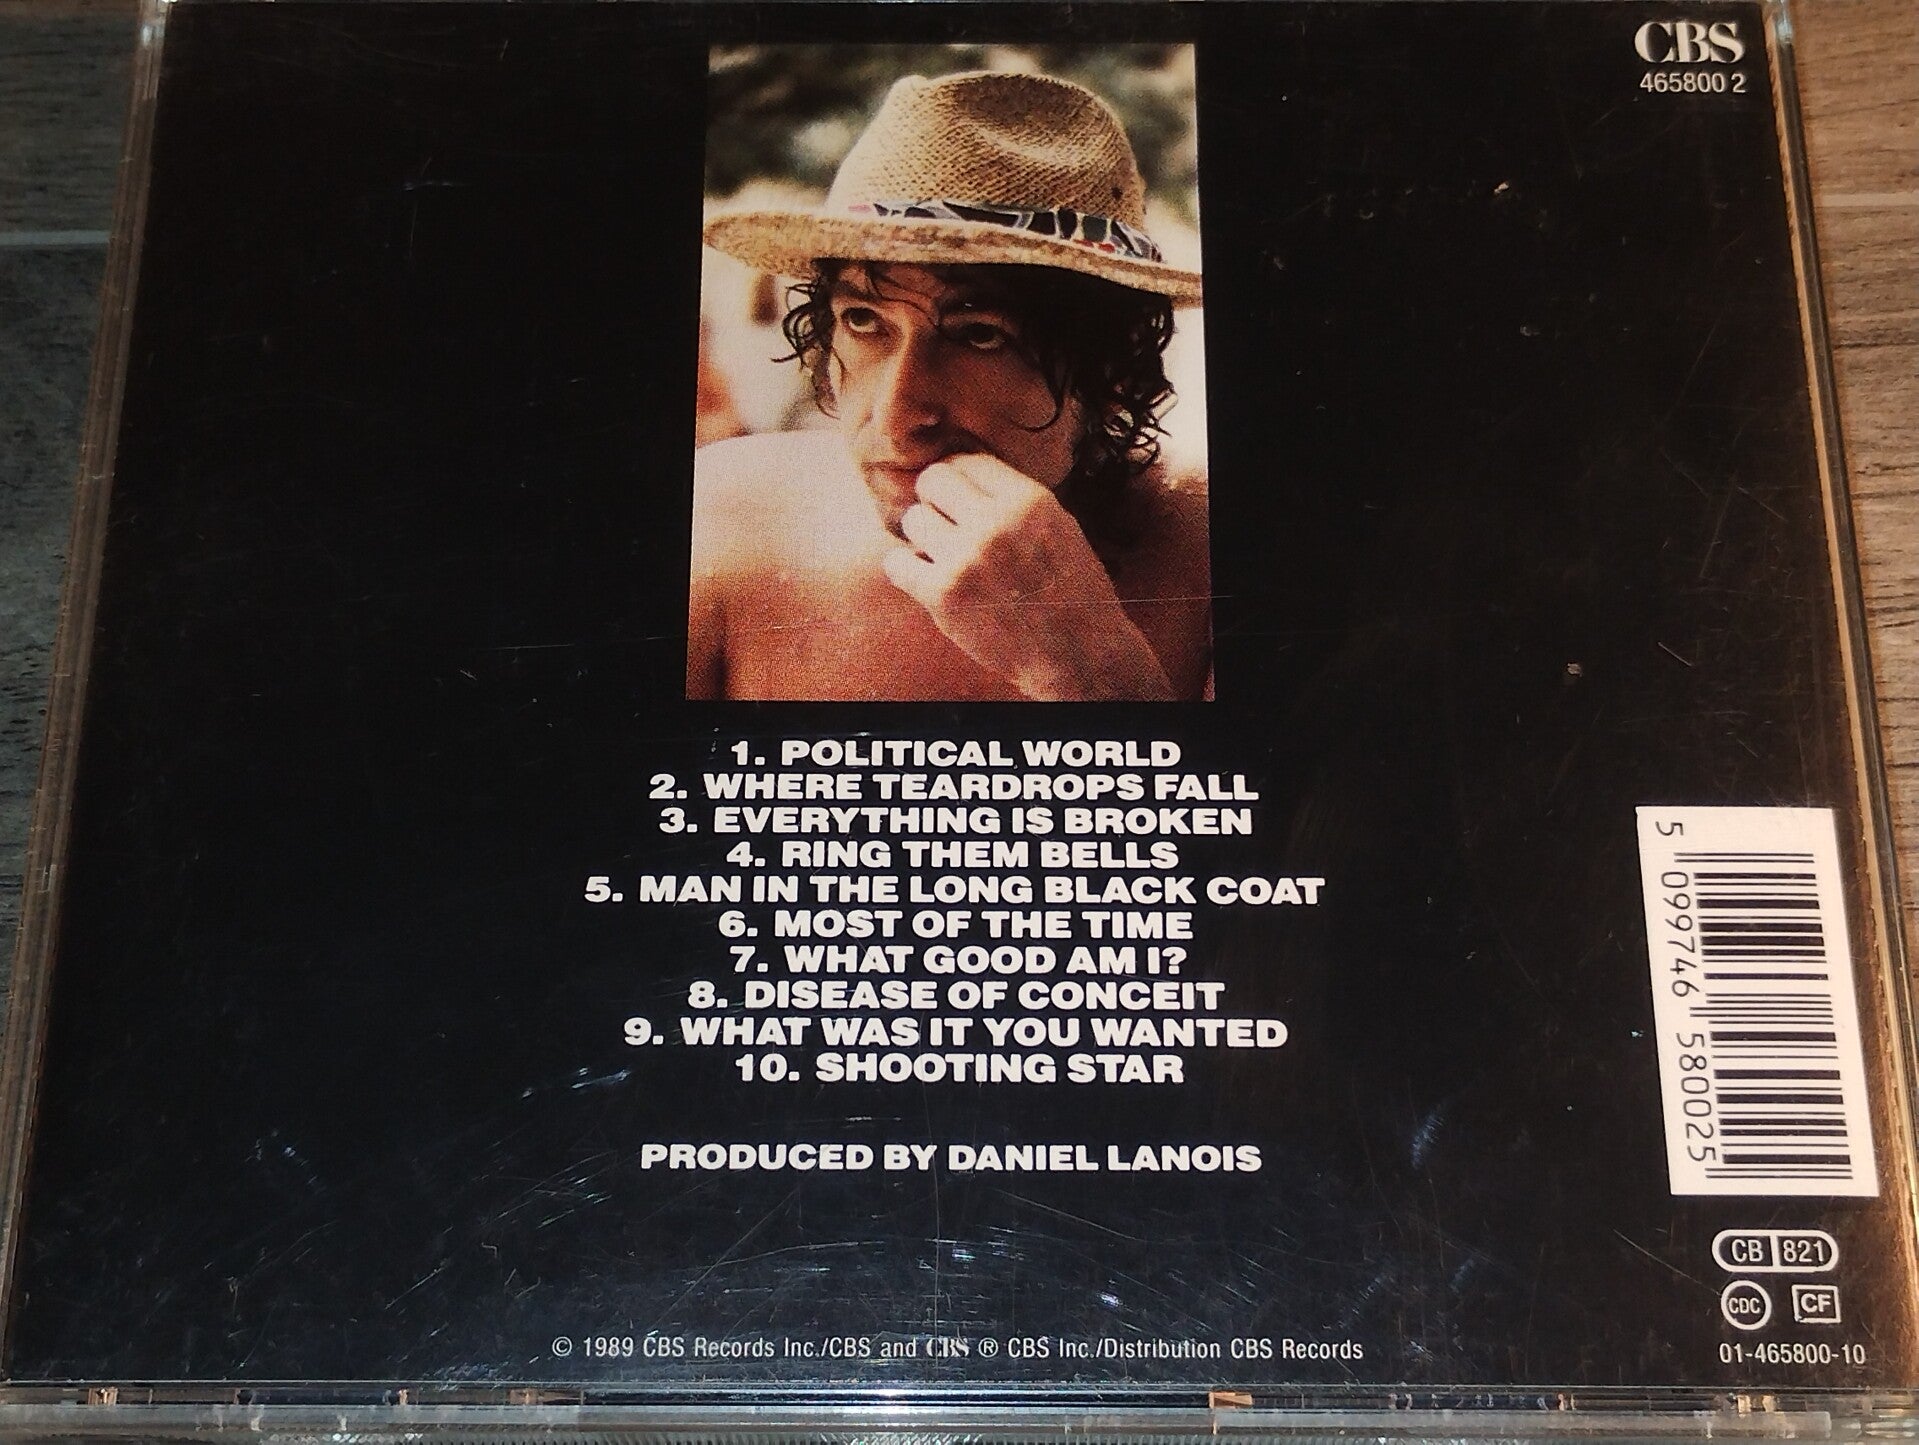 CBS
465800 2
1. POLITICAL WORLD
2. WHERE TEARDROPS FALL
3. EVERYTHING IS BROKEN
4. RING THEM BELLS
5. MAN IN THE LONG BLACK COAT
6. MOST OF THE TIME
7. WHAT GOOD AM I?
8. DISEASE OF CONCEIT
9. WHAT WAS IT YOU WANTED
10. SHOOTING STAR
PRODUCED BY DANIEL LANOIS
5 099746 580025
CB 821
CDC CF
01-465800-10
© 1989 CBS Records Inc./CBS and CBS ® CBS Inc./Distribution CBS Records